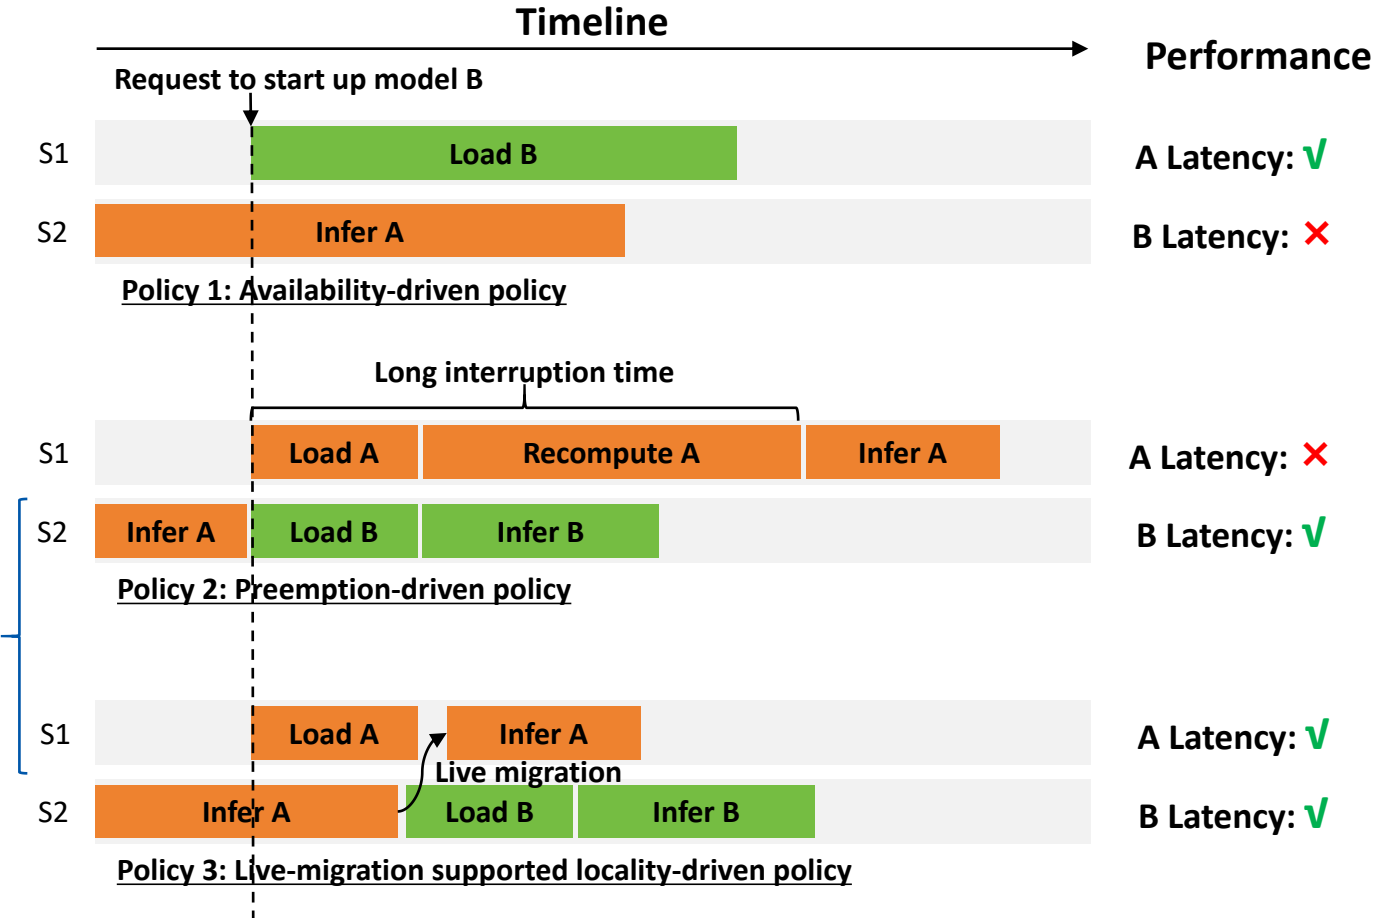 Timeline
Performance
Request to start up model B
S1 Load B A Latency: √
S2 Infer A B Latency: ×
Policy 1: Availability-driven policy
Long interruption time
S1 Load A Recompute A Infer A A Latency: ×
S2 Infer A Load B Infer B B Latency: √
Policy 2: Preemption-driven policy
S1 Load A Infer A A Latency: √
Live migration
S2 Infer A Load B Infer B B Latency: √
Policy 3: Live-migration supported locality-driven policy